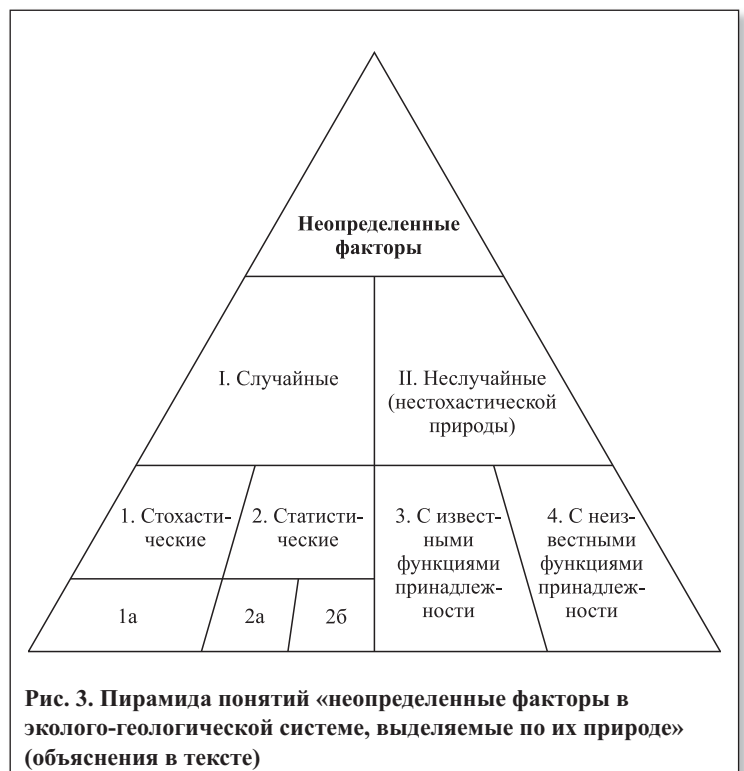 Неопределенные
факторы
I. Случайные
II. Неслучайные
(нестохастической
природы)
1. Стохасти-
ческие
2. Статисти-
ческие
3. С извест-
ными
функциями
принадлеж-
ности
4. С неиз-
вестными
функциями
принадлеж-
ности
1а
2а
2б
Рис. 3. Пирамида понятий «неопределенные факторы в
эколого-геологической системе, выделяемые по их природе»
(объяснения в тексте)